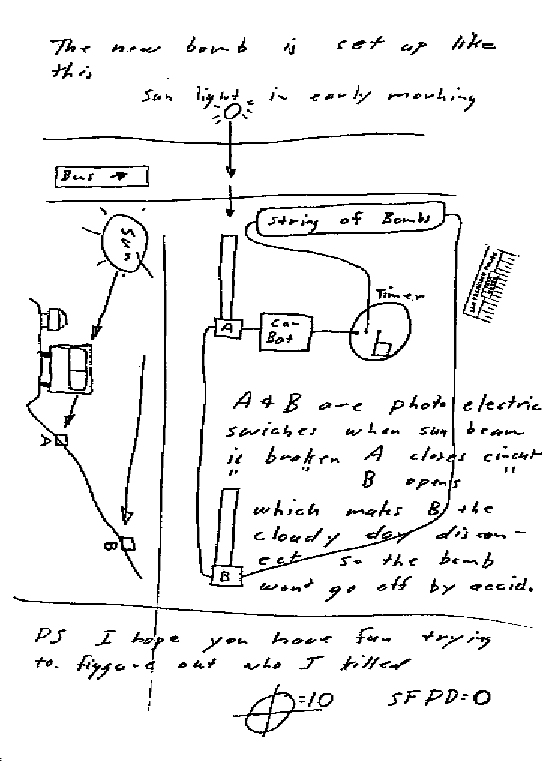 The new bomb is set up like
this
Sun light in early morning
Bus
Sun
String of Bombs
Timer
A
Car
Bat
A
B
A & B are photo electric
swiches when sun beam
is broken A closes circut
" " B opens "
which makes B the
cloudy day discon-
ect so the bomb
wont go off by accid.
B
PS I hope you have fun trying
to figgure out who I killed
=10 SFPD=0